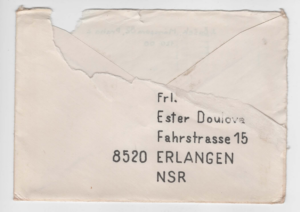 Frl.
Ester Doulova
Fahrstrasse 15
8520 ERLANGEN
NSR